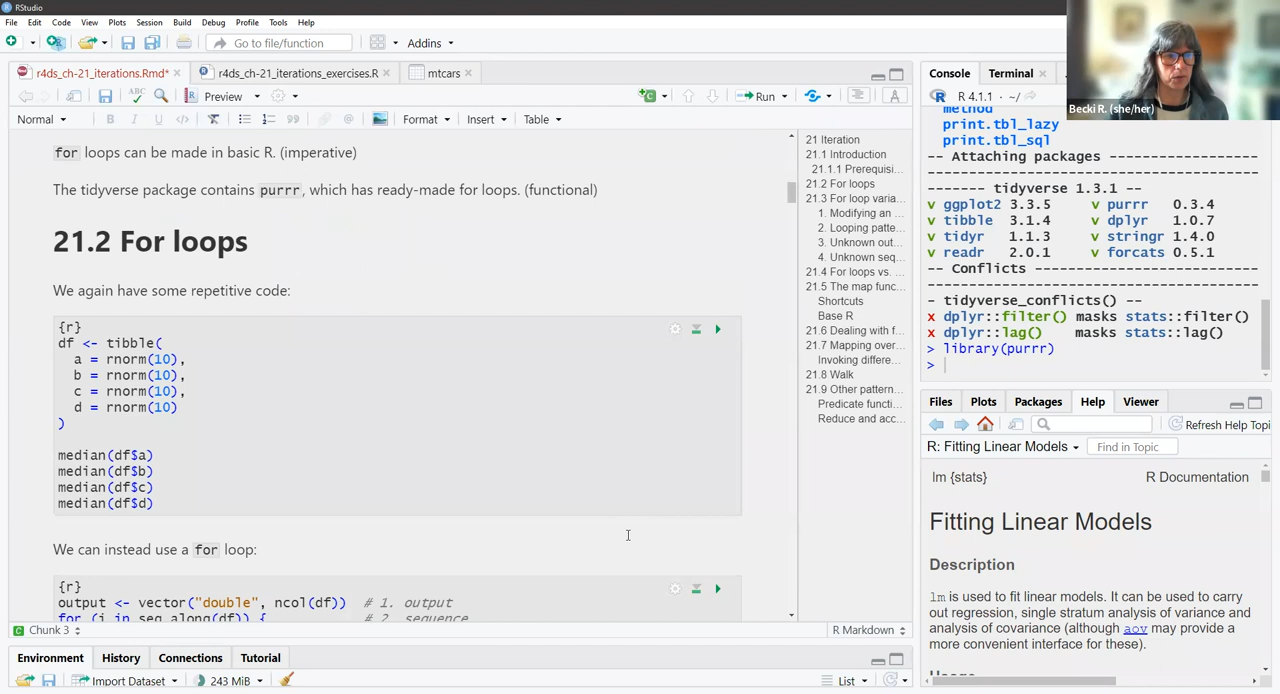 RStudio
File Edit Code View Plots Session Build Debug Profile Tools Help
Go to file/function Addins
r4ds_ch-21_iterations.Rmd* r4ds_ch-21_iterations_exercises.R mtcars
ABC Preview Run
Normal B I U Format Insert Table
for loops can be made in basic R. (imperative)
The tidyverse package contains purrr, which has ready-made for loops. (functional)
21.2 For loops
We again have some repetitive code:
{r}
df <- tibble(
a = rnorm(10),
b = rnorm(10),
c = rnorm(10),
d = rnorm(10)
)
median(df$a)
median(df$b)
median(df$c)
median(df$d)
We can instead use a for loop:
{r}
output <- vector("double", ncol(df)) # 1. output
for (i in seq_along(df)) { # 2. sequence
Chunk 3 R Markdown
21 Iteration
21.1 Introduction
21.1.1 Prerequisi...
21.2 For loops
21.3 For loop varia...
1. Modifying an ...
2. Looping patte...
3. Unknown out...
4. Unknown seq...
21.4 For loops vs. ...
21.5 The map func...
Shortcuts
Base R
21.6 Dealing with f...
21.7 Mapping over...
Invoking differe...
21.8 Walk
21.9 Other pattern...
Predicate functi...
Reduce and acc...
Environment History Connections Tutorial
Import Dataset 243 MiB List
Becki R. (she/her)
Console Terminal
R 4.1.1 · ~/
method
print.tbl_lazy
print.tbl_sql
-- Attaching packages ------------------
---------------------------------------
------- tidyverse 1.3.1 --
v ggplot2 3.3.5 v purrr 0.3.4
v tibble 3.1.4 v dplyr 1.0.7
v tidyr 1.1.3 v stringr 1.4.0
v readr 2.0.1 v forcats 0.5.1
-- Conflicts --------------------------
- tidyverse_conflicts() --
x dplyr::filter() masks stats::filter()
x dplyr::lag() masks stats::lag()
> library(purrr)
>
Files Plots Packages Help Viewer
Refresh Help Topi
R: Fitting Linear Models Find in Topic
lm {stats} R Documentation
Fitting Linear Models
Description
lm is used to fit linear models. It can be used to carry
out regression, single stratum analysis of variance and
analysis of covariance (although aov may provide a
more convenient interface for these).
Usage